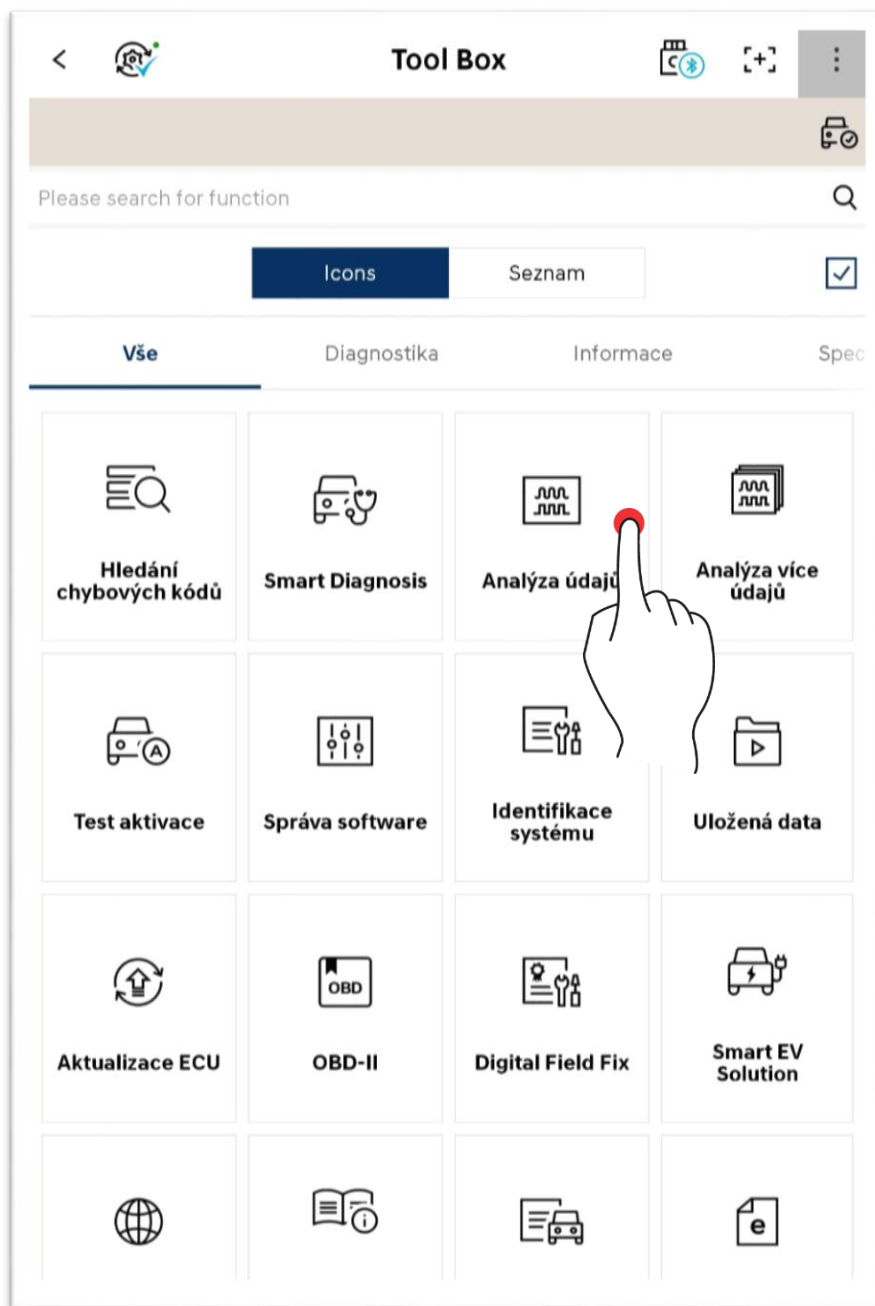 Tool Box
Please search for function
Icons
Seznam
Vše
Diagnostika
Informace
Spec
Hledání
chybových kódů
Smart Diagnosis
Analýza údajů
Analýza více
údajů
Test aktivace
Správa software
Identifikace
systému
Uložená data
Aktualizace ECU
OBD
OBD-II
Digital Field Fix
Smart EV
Solution